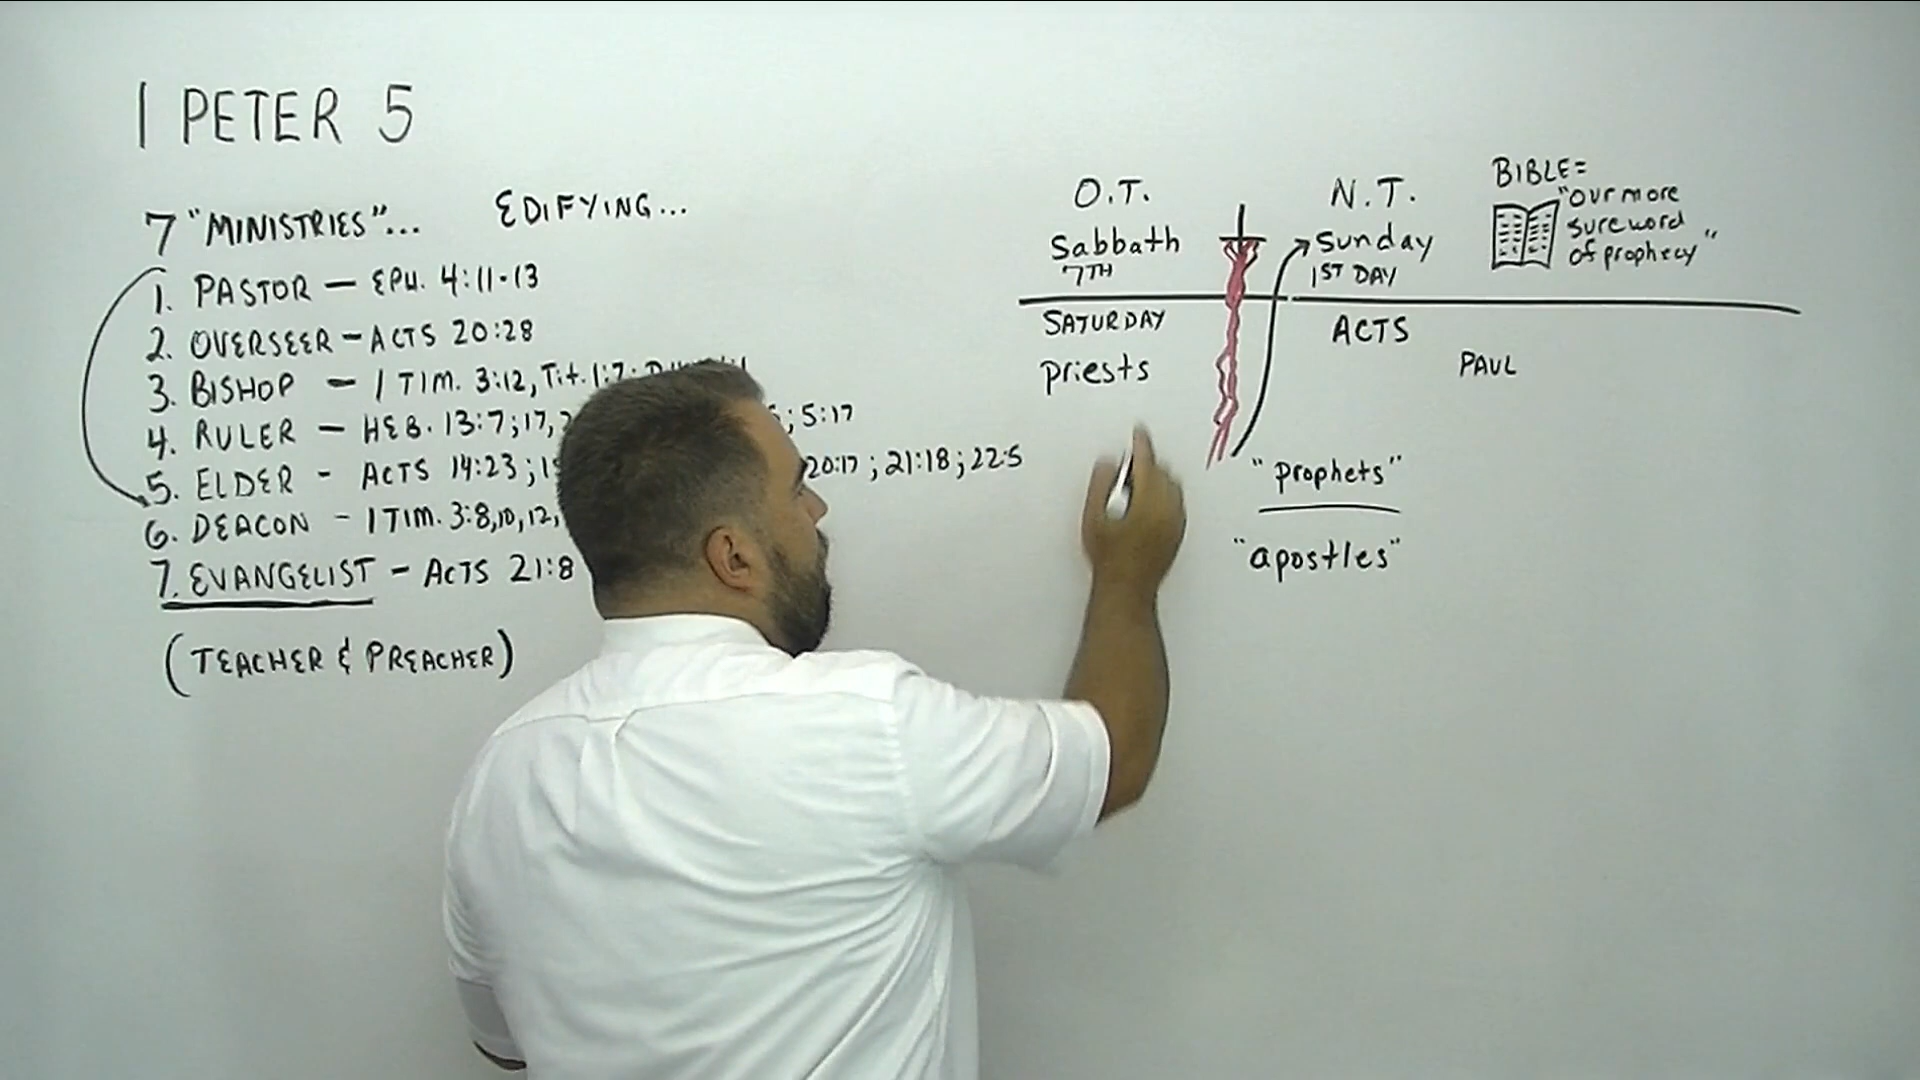 1 PETER 5
7 "MINISTRIES"... EDIFYING...
1. PASTOR — EPH. 4:11-13
2. OVERSEER — ACTS 20:28
3. BISHOP — 1 TIM. 3:12, Tit. 1:7;
4. RULER — HEB. 13:7;17, ; 5:17
5. ELDER - ACTS 14:23; 20:17; 21:18; 22:5
6. DEACON - 1 TIM. 3:8,10,12,
7. EVANGELIST - ACTS 21:8
(TEACHER & PREACHER)
O.T.
Sabbath
7TH
SATURDAY
priests
N.T.
Sunday
1ST DAY
ACTS
PAUL
"prophets"
"apostles"
BIBLE=
"our more
sure word
of prophecy"